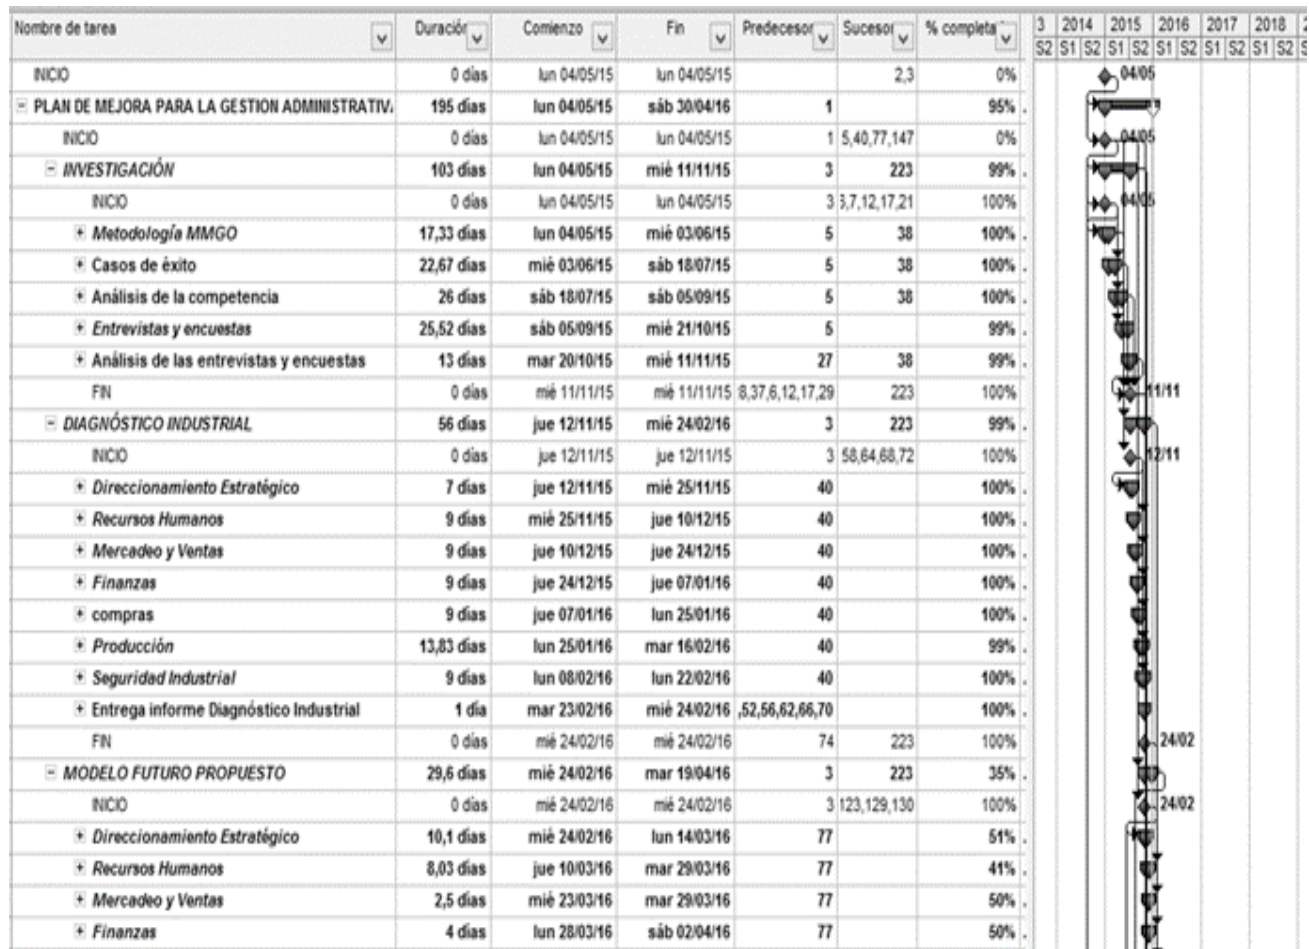 Nombre de tarea Duración Comienzo Fin Predecesor Sucesor % completa 3 2014 2015 2016 2017 2018 2
S2 S1 S2 S1 S2 S1 S2 S1 S2 S1 S2 S
INICIO 0 días lun 04/05/15 lun 04/05/15 2,3 0% 04/05
PLAN DE MEJORA PARA LA GESTION ADMINISTRATIV 195 días lun 04/05/15 sáb 30/04/16 1 95%
INICIO 0 días lun 04/05/15 lun 04/05/15 1 5,40,77,147 0% 04/05
INVESTIGACIÓN 103 días lun 04/05/15 mié 11/11/15 3 223 99%
INICIO 0 días lun 04/05/15 lun 04/05/15 3 ,7,12,17,21 100% 04/05
Metodología MMGO 17,33 días lun 04/05/15 mié 03/06/15 5 38 100%
Casos de éxito 22,67 días mié 03/06/15 sáb 18/07/15 5 38 100%
Análisis de la competencia 26 días sáb 18/07/15 sáb 05/09/15 5 38 100%
Entrevistas y encuestas 25,52 días sáb 05/09/15 mié 21/10/15 5 99%
Análisis de las entrevistas y encuestas 13 días mar 20/10/15 mié 11/11/15 27 38 99%
FIN 0 días mié 11/11/15 mié 11/11/15 8,37,6,12,17,29 223 100% 11/11
DIAGNÓSTICO INDUSTRIAL 56 días jue 12/11/15 mié 24/02/16 3 223 99%
INICIO 0 días jue 12/11/15 jue 12/11/15 3 58,64,68,72 100% 12/11
Direccionamiento Estratégico 7 días jue 12/11/15 mié 25/11/15 40 100%
Recursos Humanos 9 días mié 25/11/15 jue 10/12/15 40 100%
Mercadeo y Ventas 9 días jue 10/12/15 jue 24/12/15 40 100%
Finanzas 9 días jue 24/12/15 jue 07/01/16 40 100%
compras 9 días jue 07/01/16 lun 25/01/16 40 100%
Producción 13,83 días lun 25/01/16 mar 16/02/16 40 99%
Seguridad Industrial 9 días lun 08/02/16 lun 22/02/16 40 100%
Entrega informe Diagnóstico Industrial 1 día mar 23/02/16 mié 24/02/16 ,52,56,62,66,70 100%
FIN 0 días mié 24/02/16 mié 24/02/16 74 223 100% 24/02
MODELO FUTURO PROPUESTO 29,6 días mié 24/02/16 mar 19/04/16 3 223 35%
INICIO 0 días mié 24/02/16 mié 24/02/16 3 123,129,130 100% 24/02
Direccionamiento Estratégico 10,1 días mié 24/02/16 lun 14/03/16 77 51%
Recursos Humanos 8,03 días jue 10/03/16 mar 29/03/16 77 41%
Mercadeo y Ventas 2,5 días mié 23/03/16 mar 29/03/16 77 50%
Finanzas 4 días lun 28/03/16 sáb 02/04/16 77 50%